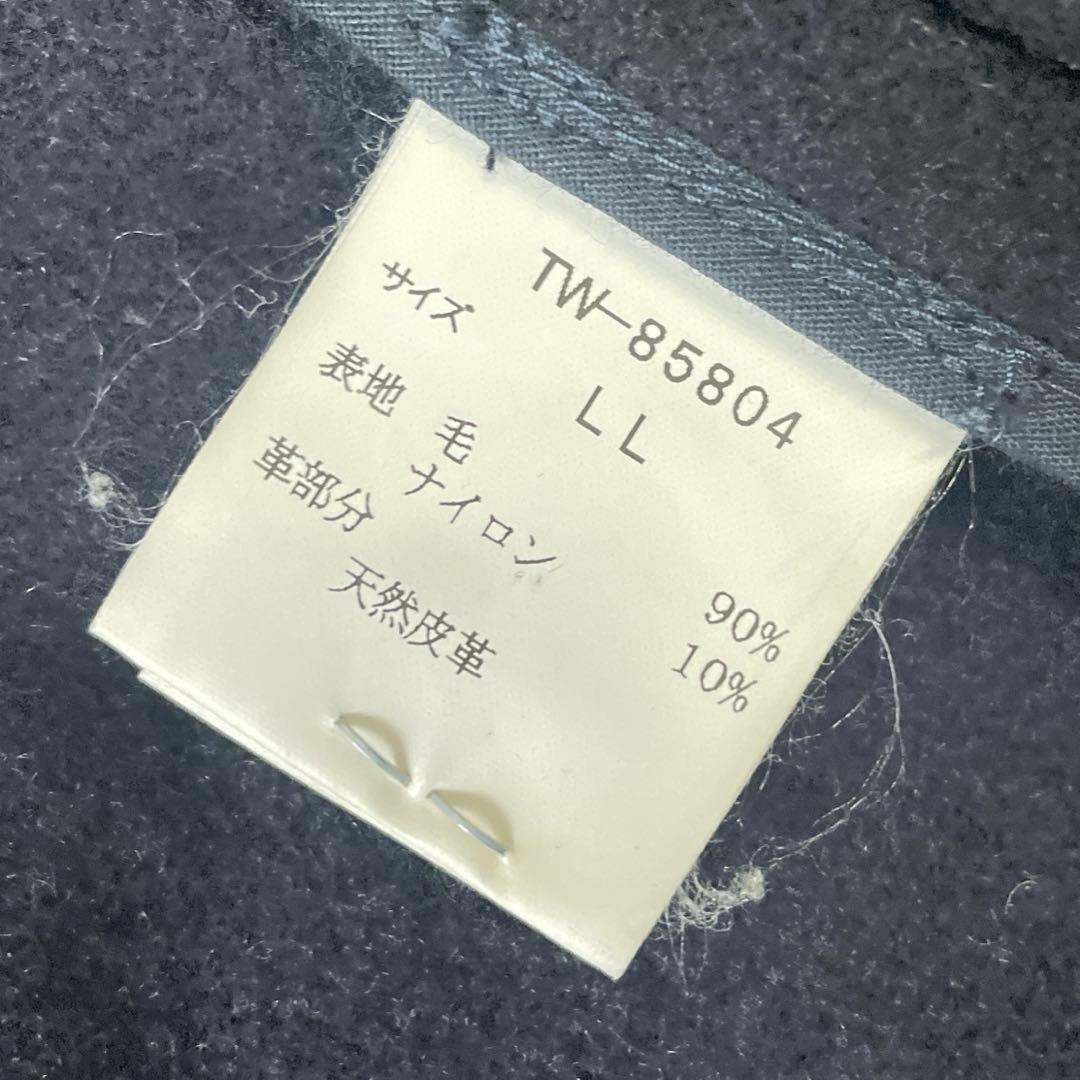 TW-85804
サイズ LL
表地 毛 90%
ナイロン 10%
革部分
天然皮革